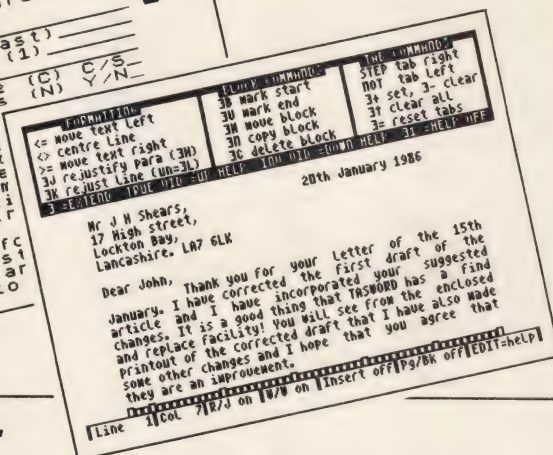 ast)
(1)
(C) C/S
(N) Y/N
FORMATTING
<= move text left
<> centre line
>= move text right
3J rejustify para (3H)
3K rejust line (un=3L)
BLOCK COMMANDS
3B mark start
3V mark end
3M move block
3N copy block
3C delete block
TAB COMMANDS
STEP tab right
NOT tab left
3+ set, 3- clear
3T clear all
3= reset tabs
3 =EXTEND TRUE VID =UP HELP INV VID =DOWN HELP 31 =HELP OFF
20th January 1986
Mr J H Shears,
17 High street,
Lockton Bay,
Lancashire. LA7 6LK
Dear John, Thank you for your letter of the 15th
January. I have corrected the first draft of the
article and I have incorporated your suggested
changes. It is a good thing that TASWORD has a find
and replace facility! You will see from the enclosed
printout of the corrected draft that I have also made
some other changes and I hope that you agree that
they are an improvement.
Line 1 Col 7 R/J on W/W on Insert off Pg/Bk off EDIT=help